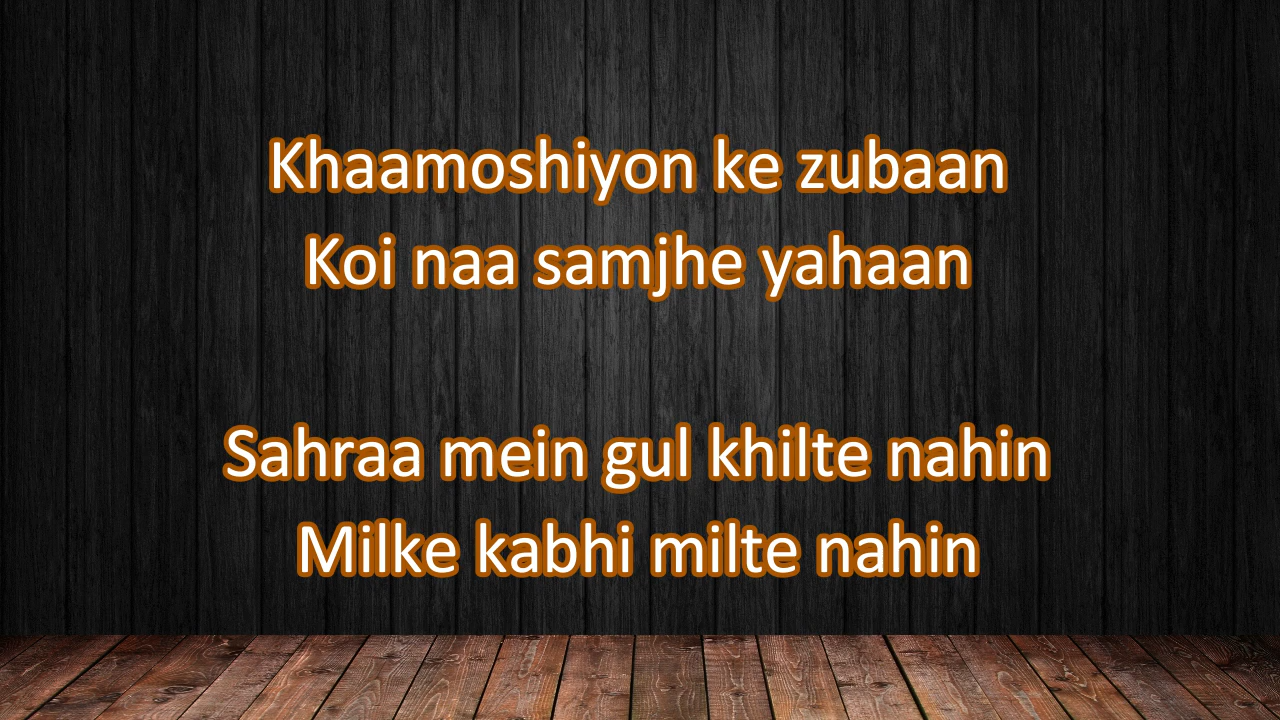 Khaamoshiyon ke zubaan
Koi naa samjhe yahaan
Sahraa mein gul khilte nahin
Milke kabhi milte nahin